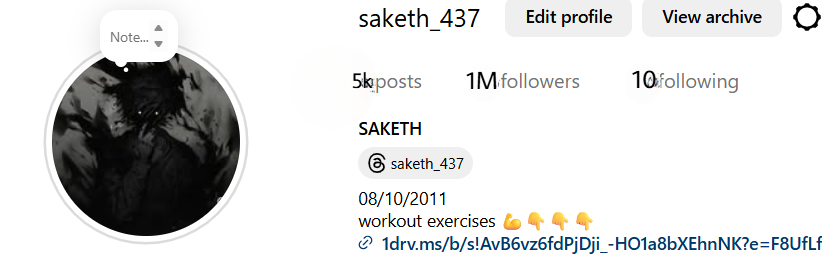 Note...
saketh_437 Edit profile View archive
5k posts 1M followers 10 following
SAKETH
saketh_437
08/10/2011
workout exercises 💪👇👇👇
1drv.ms/b/s!AvB6vz6fdPjDji_-HO1a8bXEhnNK?e=F8UfLf